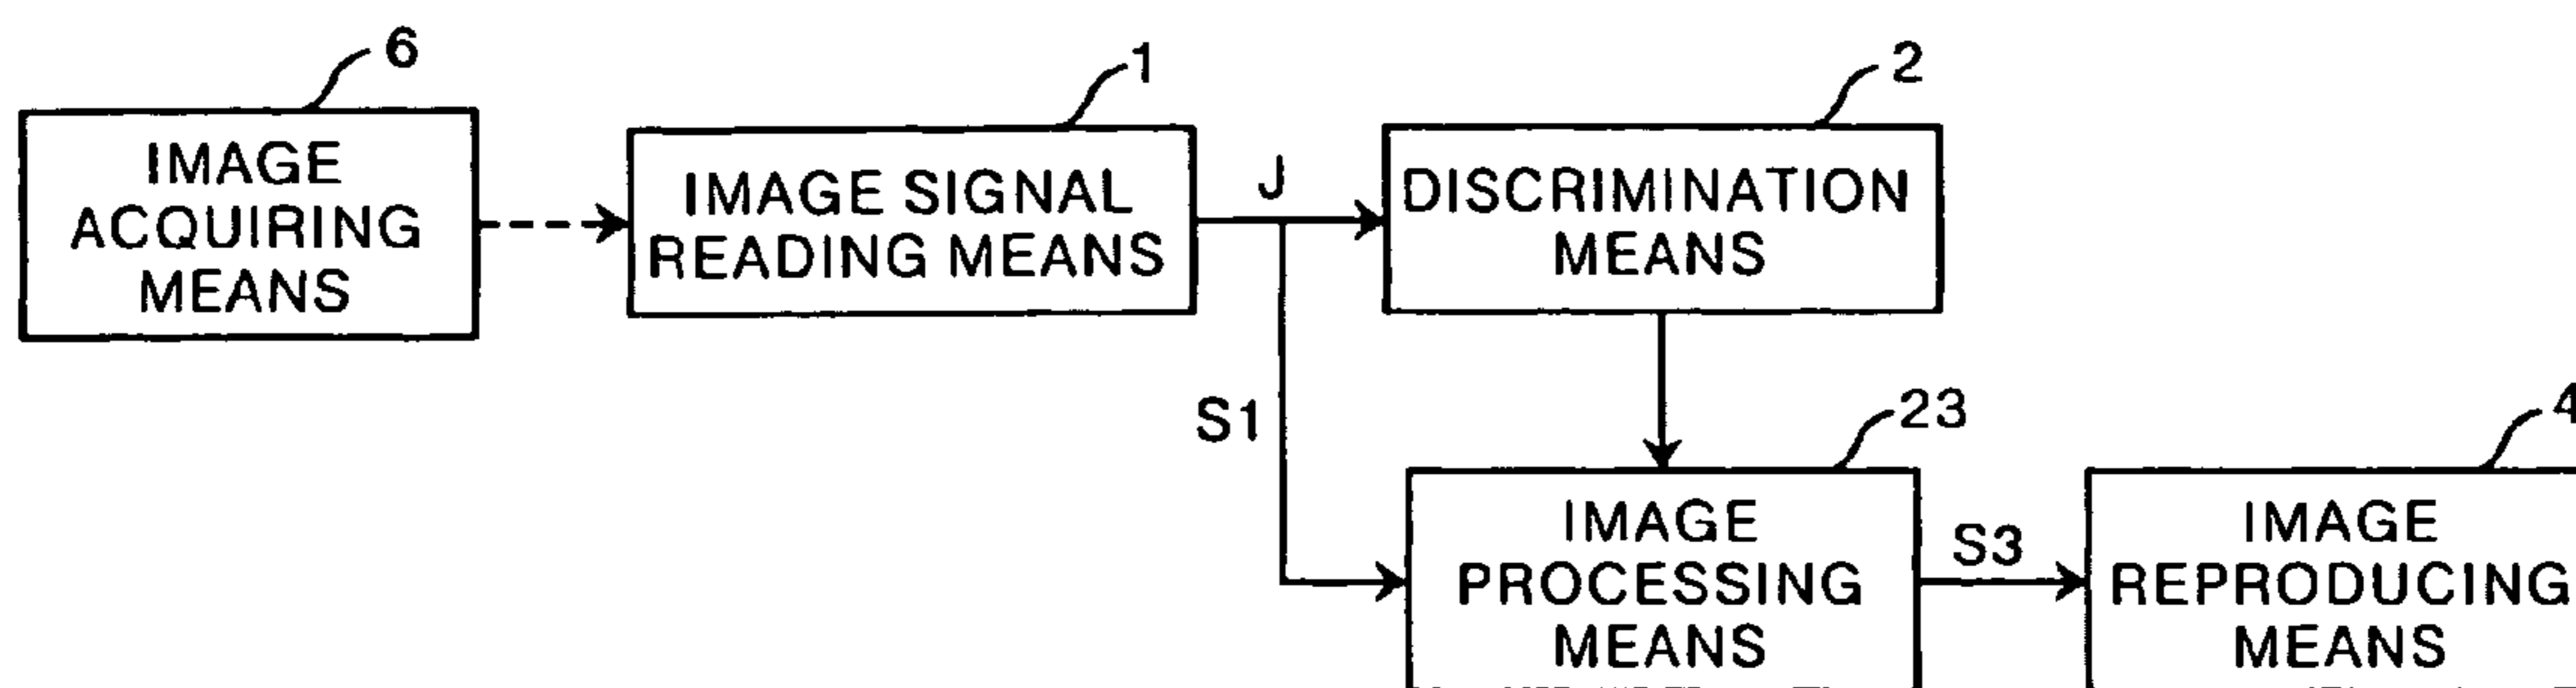 6
1
2
IMAGE
ACQUIRING
MEANS
IMAGE SIGNAL
READING MEANS
J
DISCRIMINATION
MEANS
S1
23
4
IMAGE
PROCESSING
MEANS
S3
IMAGE
REPRODUCING
MEANS